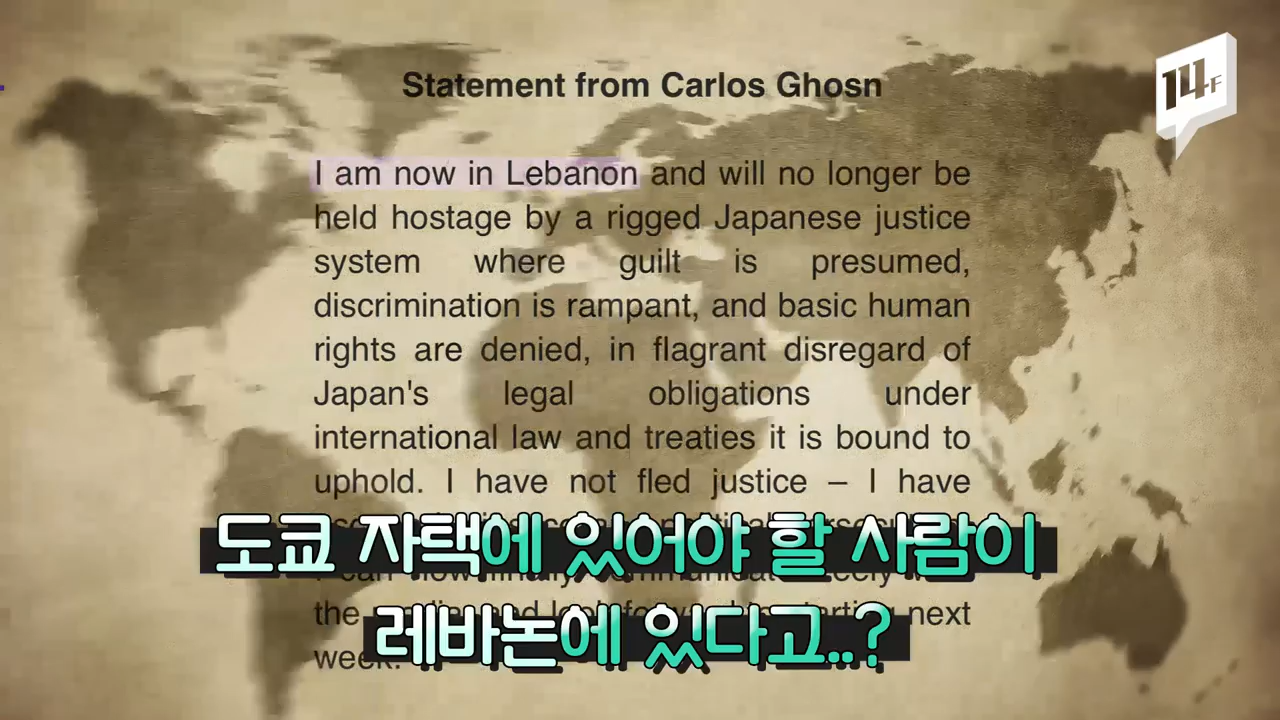 14F
Statement from Carlos Ghosn
I am now in Lebanon and will no longer be
held hostage by a rigged Japanese justice
system where guilt is presumed,
discrimination is rampant, and basic human
rights are denied, in flagrant disregard of
Japan's legal obligations under
international law and treaties it is bound to
uphold. I have not fled justice – I have
도쿄 자택에 있어야 할 사람이
the next
레바논에 있다고..?
week.